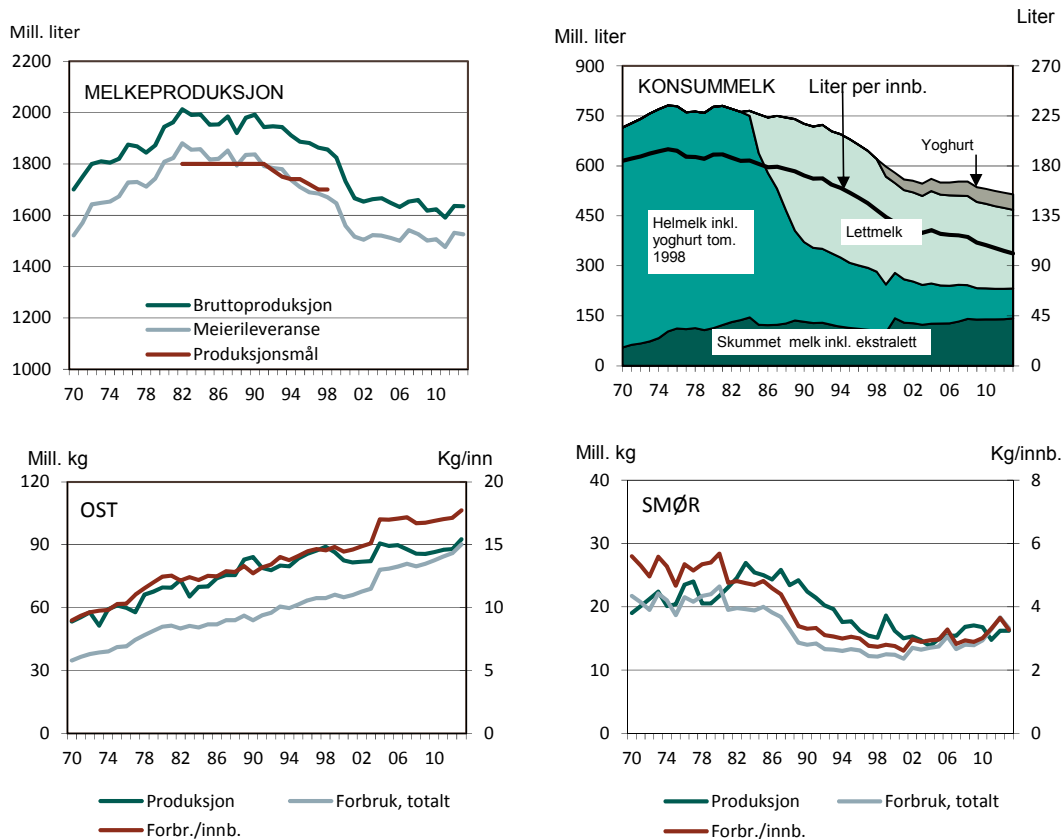 Mill. liter
MELKEPRODUKSJON
2200
2000
1800
1600
1400
1200
1000
Bruttoproduksjon
Meierileveranse
Produksjonsmål
70 74 78 82 86 90 94 98 02 06 10
Mill. liter
Liter
KONSUMMELK
Liter per innb.
Yoghurt
900
750
600
450
300
150
0
270
225
180
135
90
45
0
Helmelk inkl.
yoghurt tom.
1998
Lettmelk
Skummet melk inkl. ekstralett
70 74 78 82 86 90 94 98 02 06 10
Mill. kg
Kg/inn
OST
120
90
60
30
0
20
15
10
5
0
70 74 78 82 86 90 94 98 02 06 10
Produksjon
Forbruk, totalt
Forbr./innb.
Mill. kg
Kg/innb.
SMØR
40
30
20
10
0
8
6
4
2
0
70 74 78 82 86 90 94 98 02 06 10
Produksjon
Forbruk, totalt
Forbr./innb.